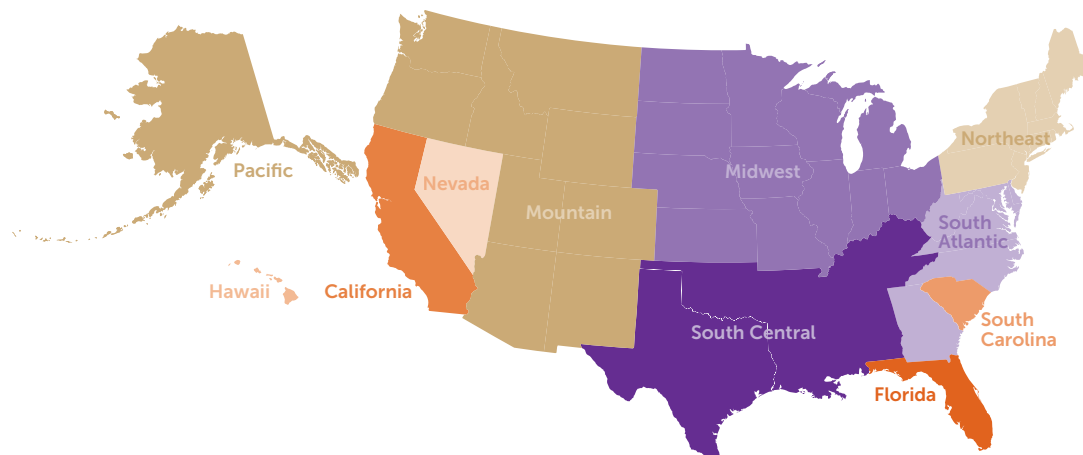 Northeast
Pacific
Midwest
Nevada
Mountain
South
Atlantic
Hawaii
California
South Central
South
Carolina
Florida